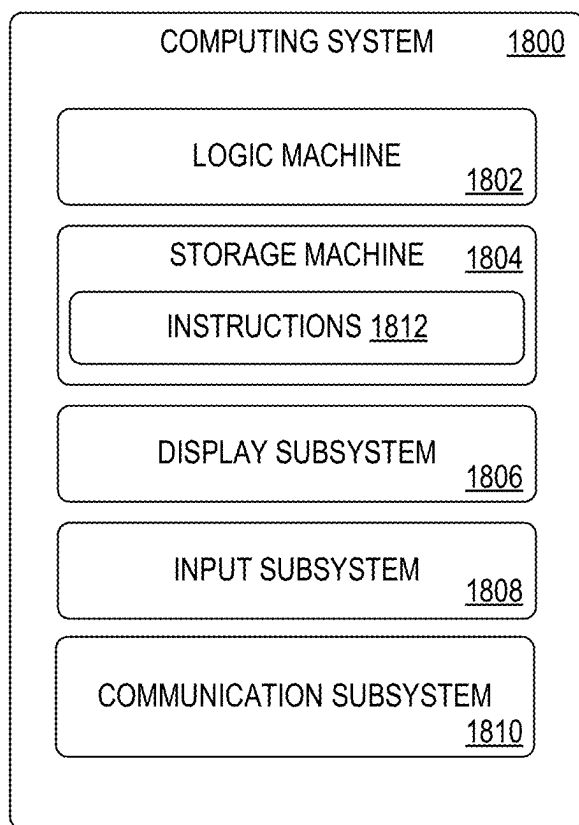 COMPUTING SYSTEM 1800
LOGIC MACHINE
1802
STORAGE MACHINE 1804
INSTRUCTIONS 1812
DISPLAY SUBSYSTEM
1806
INPUT SUBSYSTEM
1808
COMMUNICATION SUBSYSTEM
1810